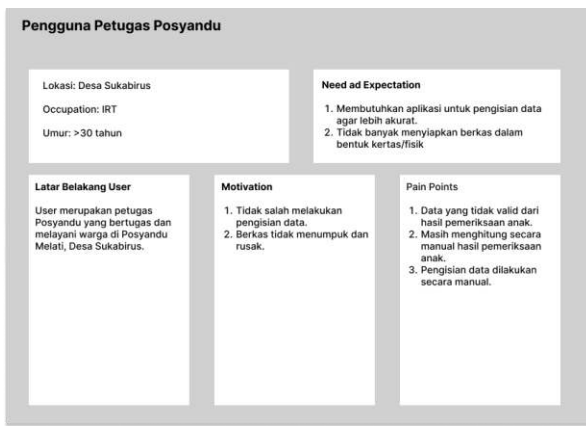 Pengguna Petugas Posyandu
Lokasi: Desa Sukabirus
Occupation: IRT
Umur: >30 tahun
Need ad Expectation
1. Membutuhkan aplikasi untuk pengisian data
agar lebih akurat.
2. Tidak banyak menyiapkan berkas dalam
bentuk kertas/fisik
Latar Belakang User
User merupakan petugas
Posyandu yang bertugas dan
melayani warga di Posyandu
Melati, Desa Sukabirus.
Motivation
1. Tidak salah melakukan
pengisian data.
2. Berkas tidak menumpuk dan
rusak.
Pain Points
1. Data yang tidak valid dari
hasil pemeriksaan anak.
2. Masih menghitung secara
manual hasil pemeriksaan
anak.
3. Pengisian data dilakukan
secara manual.